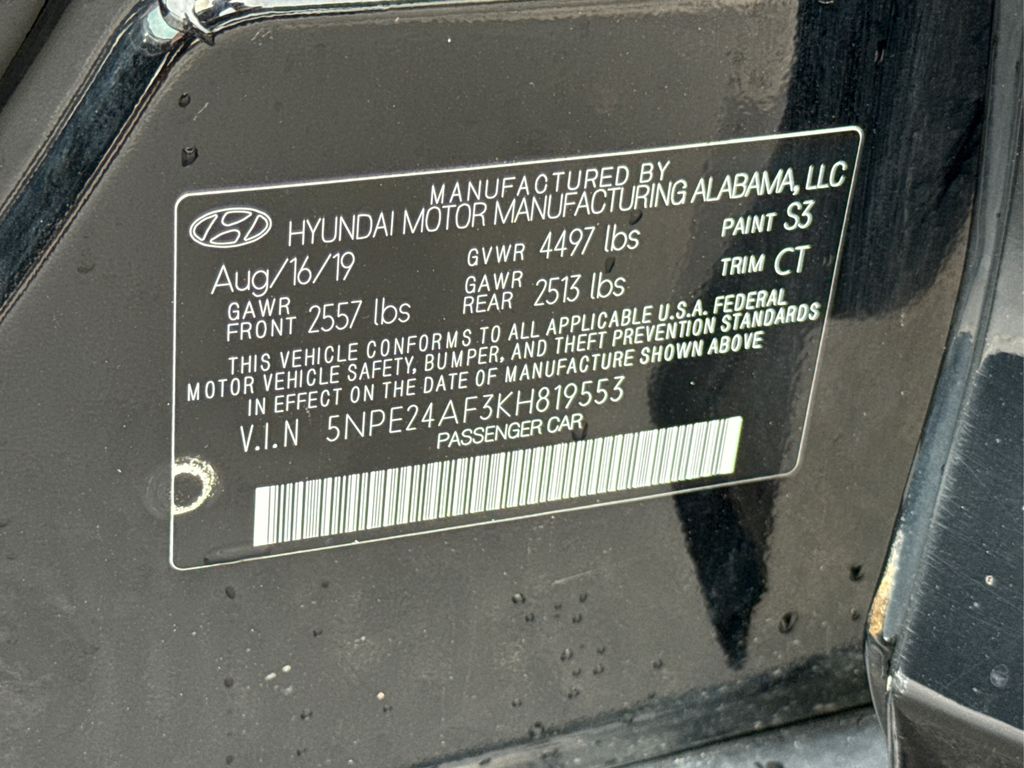 MANUFACTURED BY
HYUNDAI MOTOR MANUFACTURING ALABAMA, LLC
Aug/16/19 GVWR 4497 lbs PAINT S3
GAWR FRONT 2557 lbs GAWR REAR 2513 lbs TRIM CT
THIS VEHICLE CONFORMS TO ALL APPLICABLE U.S.A. FEDERAL
MOTOR VEHICLE SAFETY, BUMPER, AND THEFT PREVENTION STANDARDS
IN EFFECT ON THE DATE OF MANUFACTURE SHOWN ABOVE
V.I.N 5NPE24AF3KH819553
PASSENGER CAR